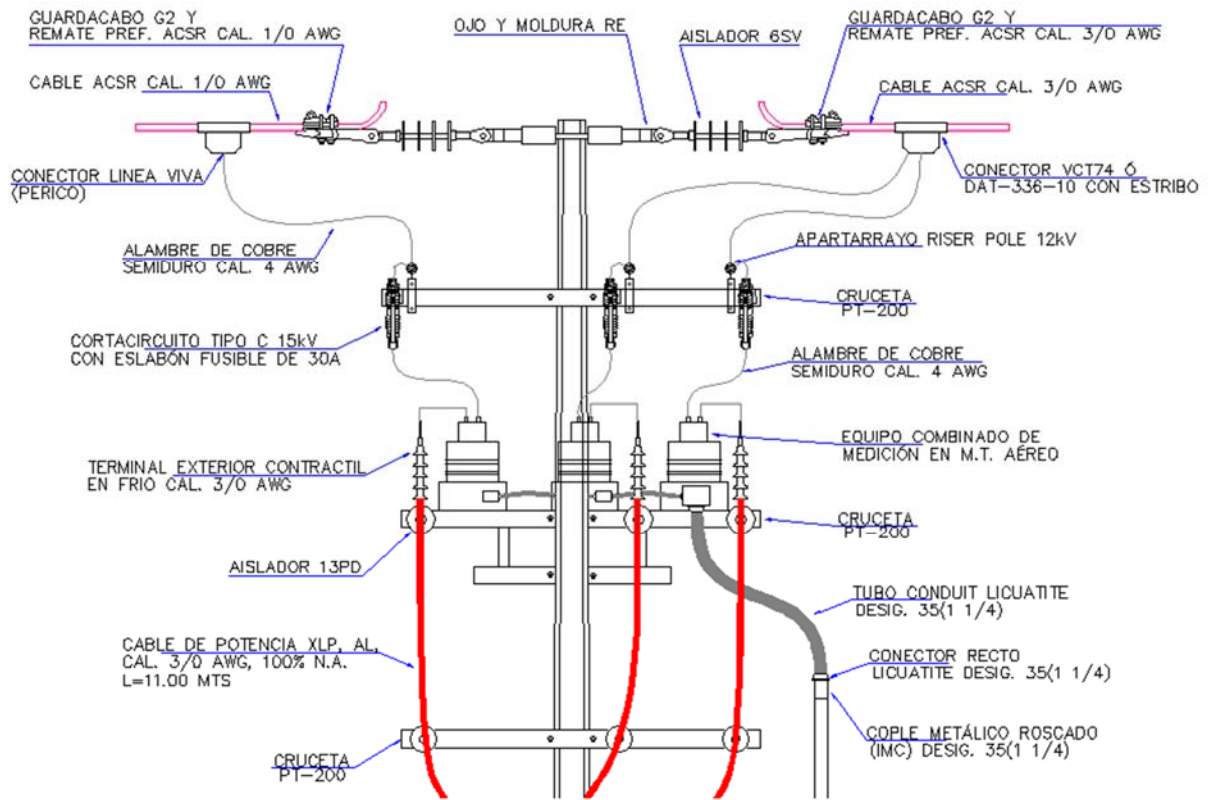 GUARDACABO G2 Y
REMATE PREF. ACSR CAL. 1/0 AWG
OJO Y MOLDURA RE
AISLADOR 6SV
GUARDACABO G2 Y
REMATE PREF. ACSR CAL. 3/0 AWG
CABLE ACSR CAL. 1/0 AWG
CABLE ACSR CAL. 3/0 AWG
CONECTOR LINEA VIVA
(PERICO)
CONECTOR VCT74 Ó
DAT-336-10 CON ESTRIBO
ALAMBRE DE COBRE
SEMIDURO CAL. 4 AWG
APARTARRAYO RISER POLE 12kV
CRUCETA
PT-200
CORTACIRCUITO TIPO C 15kV
CON ESLABÓN FUSIBLE DE 30A
ALAMBRE DE COBRE
SEMIDURO CAL. 4 AWG
TERMINAL EXTERIOR CONTRACTIL
EN FRIO CAL. 3/0 AWG
EQUIPO COMBINADO DE
MEDICIÓN EN M.T. AÉREO
CRUCETA
PT-200
AISLADOR 13PD
TUBO CONDUIT LICUATITE
DESIG. 35(1 1/4)
CABLE DE POTENCIA XLP, AL,
CAL. 3/0 AWG, 100% N.A.
L=11.00 MTS
CONECTOR RECTO
LICUATITE DESIG. 35(1 1/4)
COPLE METÁLICO ROSCADO
(IMC) DESIG. 35(1 1/4)
CRUCETA
PT-200